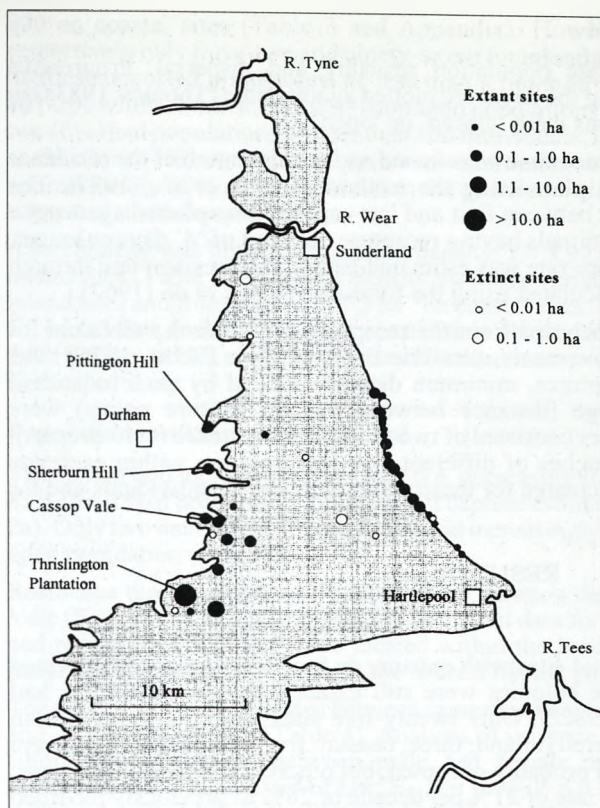 R. Tyne
Extant sites
< 0.01 ha
0.1 - 1.0 ha
1.1 - 10.0 ha
> 10.0 ha
R. Wear
Sunderland
Extinct sites
< 0.01 ha
0.1 - 1.0 ha
Pittington Hill
Durham
Sherburn Hill
Cassop Vale
Thrislington
Plantation
Hartlepool
R.Tees
10 km